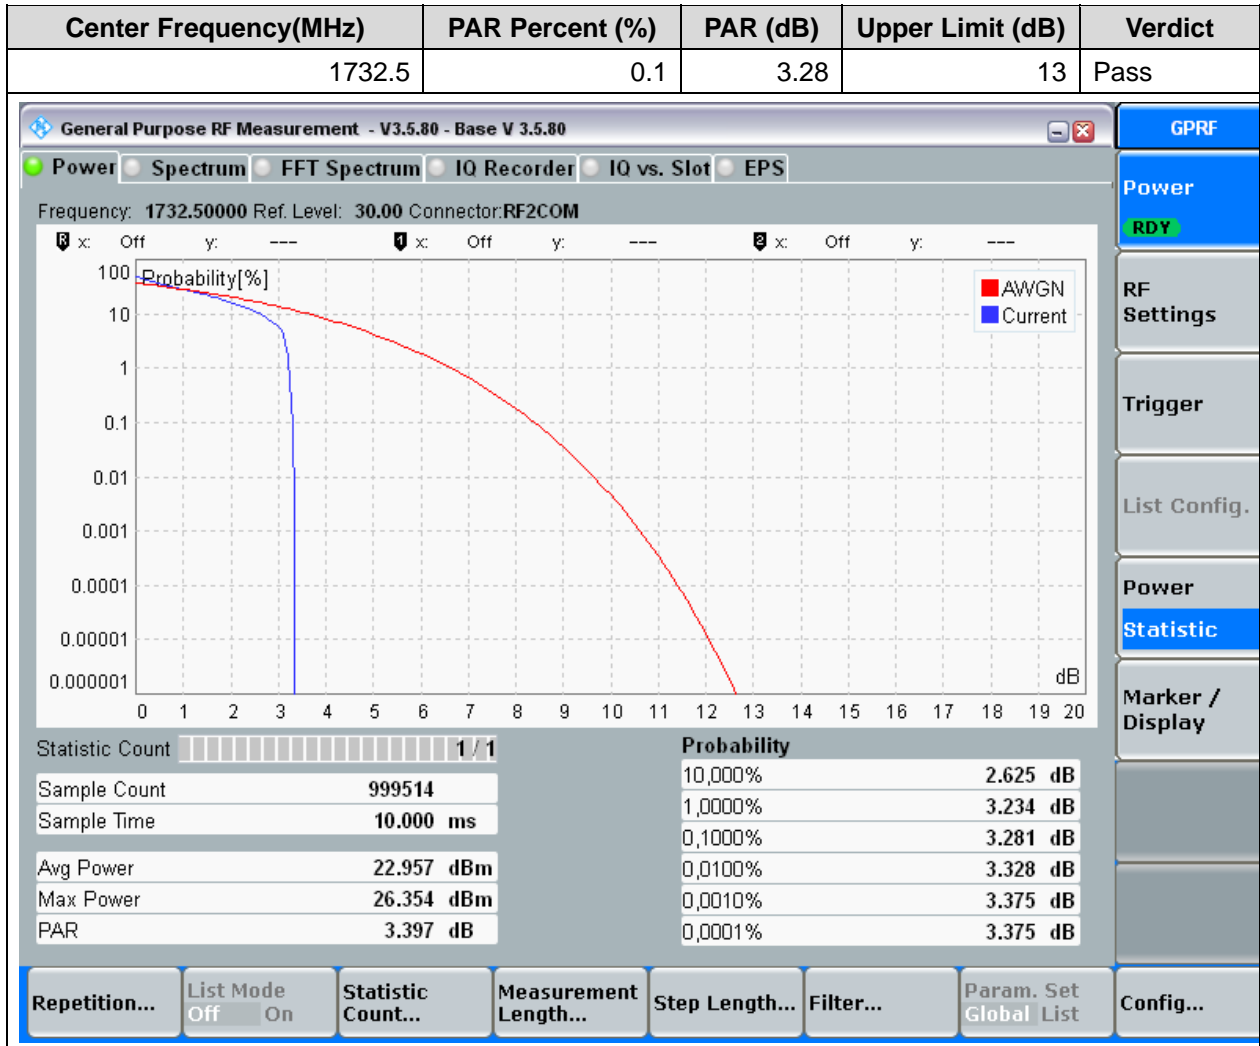 Center Frequency(MHz) PAR Percent (%) PAR (dB) Upper Limit (dB) Verdict
1732.5 0.1 3.28 13 Pass
General Purpose RF Measurement - V3.5.80 - Base V 3.5.80
GPRF
Power Spectrum FFT Spectrum IQ Recorder IQ vs. Slot EPS
Power
RDY
Frequency: 1732.50000 Ref. Level: 30.00 Connector:RF2COM
R x: Off y: --- 1 x: Off y: --- 2 x: Off y: ---
Probability[%]
AWGN
Current
100
10
1
0.1
0.01
0.001
0.0001
0.00001
0.000001
dB
0 1 2 3 4 5 6 7 8 9 10 11 12 13 14 15 16 17 18 19 20
RF
Settings
Trigger
List Config.
Power
Statistic
Marker /
Display
Statistic Count 1 / 1
Sample Count 999514
Sample Time 10.000 ms
Avg Power 22.957 dBm
Max Power 26.354 dBm
PAR 3.397 dB
Probability
10,000% 2.625 dB
1,0000% 3.234 dB
0,1000% 3.281 dB
0,0100% 3.328 dB
0,0010% 3.375 dB
0,0001% 3.375 dB
Repetition...
List Mode
Off On
Statistic
Count...
Measurement
Length...
Step Length...
Filter...
Param. Set
Global List
Config...